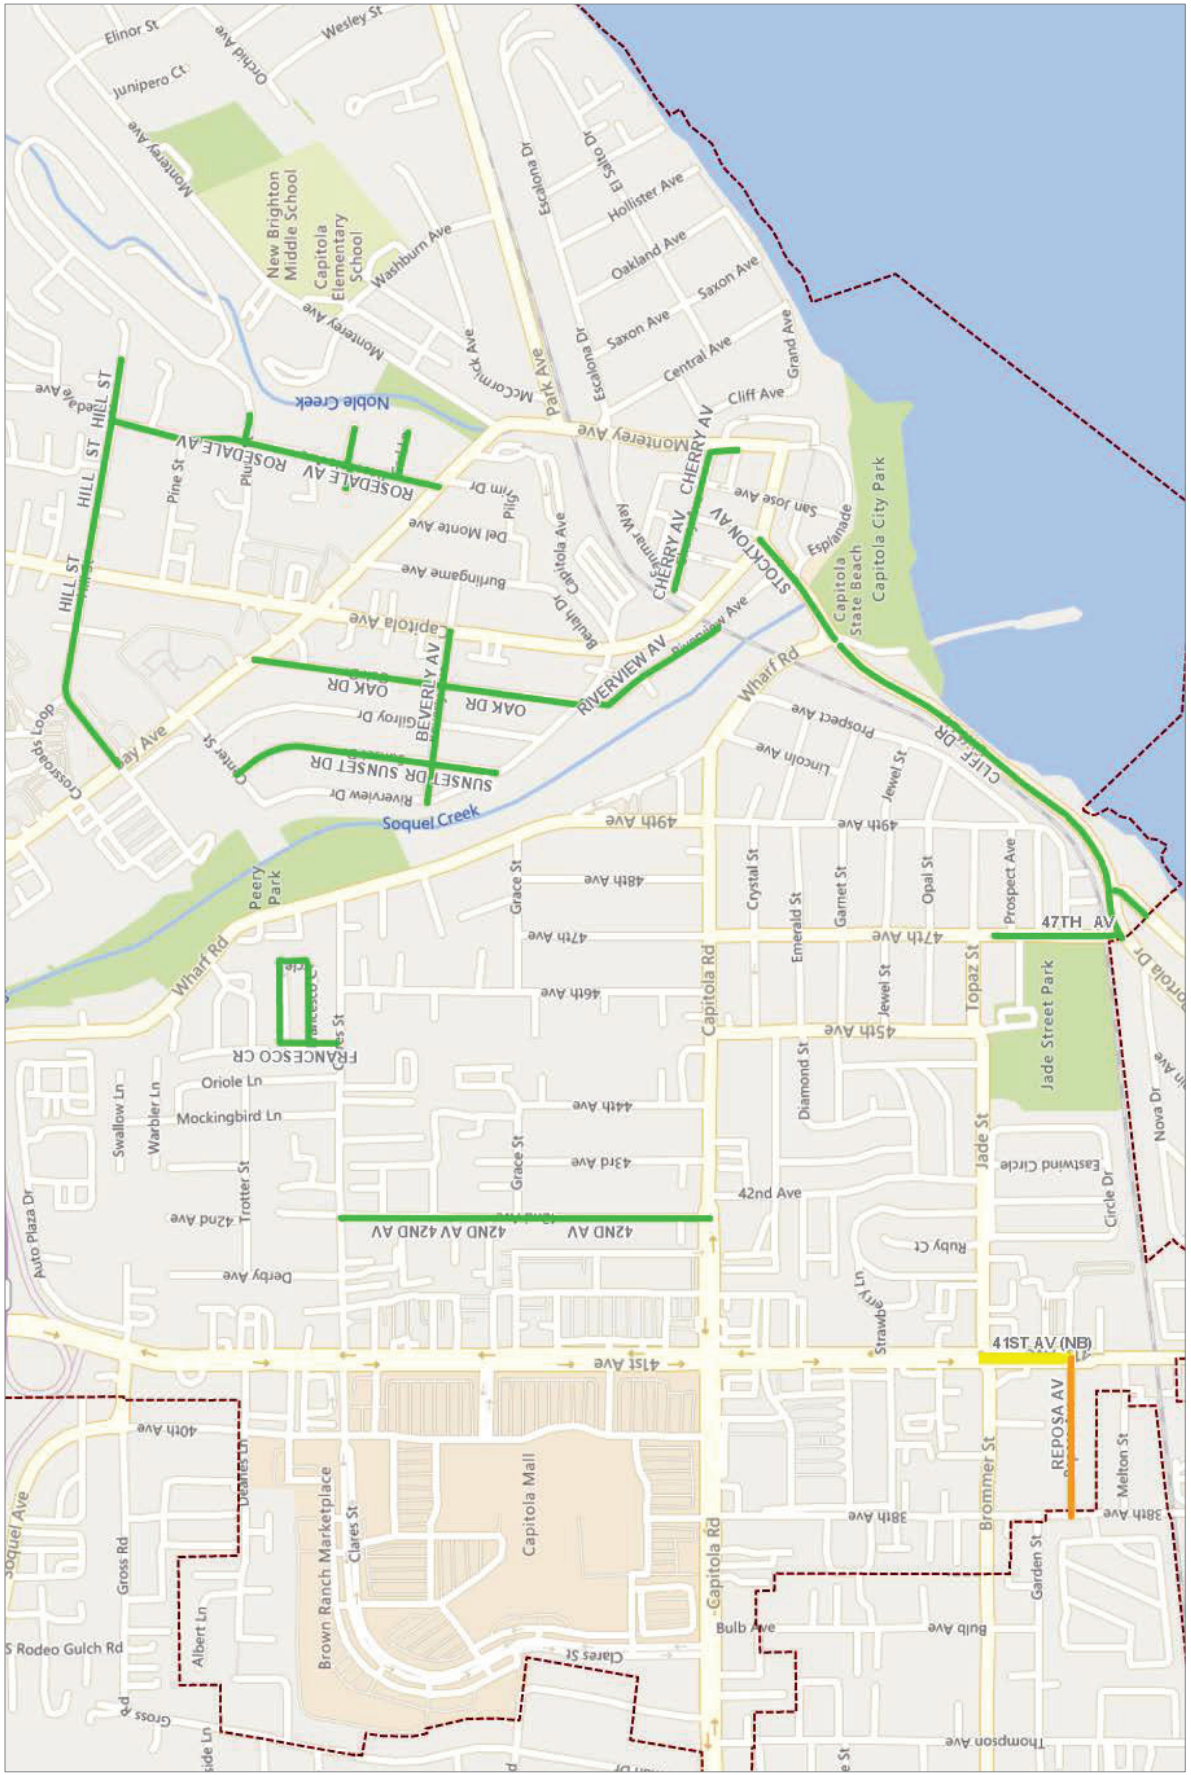 Elinor St
Orchid Ave
Wesley St
Junipero Ct
Monterey Ave
New Brighton
Middle School
Capitola
Elementary
School
Washburn Ave
Monterey Ave
McCormick Ave
Park Ave
Escalona Dr
El Salto Dr
Hollister Ave
Oakland Ave
Saxon Ave
Saxon Ave
Escalona Dr
Central Ave
Grand Ave
Cliff Ave
Noble Creek
Monterey Ave
HILL ST
HILL ST
HILL ST
ROSEDALE AV
ROSEDALE AV
ROSEDALE AV
Pine St
CHERRY AV
CHERRY AV
San Jose Ave
STOCKTON AV
Esplanade
Capitola City Park
Capitola
State Beach
Del Monte Ave
Burlingame Ave
Capitola Ave
Beulah Dr
Capitola Ave
Riverview Ave
RIVERVIEW AV
Wharf Rd
OAK DR
OAK DR
BEVERLY AV
Gilroy Dr
SUNSET DR
SUNSET DR
Riverview Dr
Soquel Creek
Crossroads Loop
Bay Ave
Center St
Prospect Ave
Lincoln Ave
Jewel St
CLIFF DR
49th Ave
49th Ave
Peery
Park
Grace St
48th Ave
Crystal St
Emerald St
Garnet St
Opal St
Prospect Ave
47TH AV
47th Ave
47th Ave
Wharf Rd
46th Ave
Capitola Rd
Jewel St
Topaz St
Jade Street Park
Portola Dr
45th Ave
FRANCESCO CR
Oriole Ln
Mockingbird Ln
Swallow Ln
Warbler Ln
44th Ave
Diamond St
Jade St
Nova Dr
43rd Ave
Grace St
Trotter St
42nd Ave
42nd Ave
Eastwind Circle
Circle Dr
42ND AV
42ND AV
42ND AV
Auto Plaza Dr
Derby Ave
Ruby Ct
Strawberry Ln
41ST AV (NB)
41st Ave
REPOSA AV
40th Ave
Deanes Ln
Brown Ranch Marketplace
Clares St
Capitola Mall
Melton St
Brommer St
38th Ave
38th Ave
Soquel Ave
Gross Rd
Capitola Rd
Garden St
Albert Ln
S Rodeo Gulch Rd
Bulb Ave
Bulb Ave
Clares St
Gross Rd
Thompson Ave